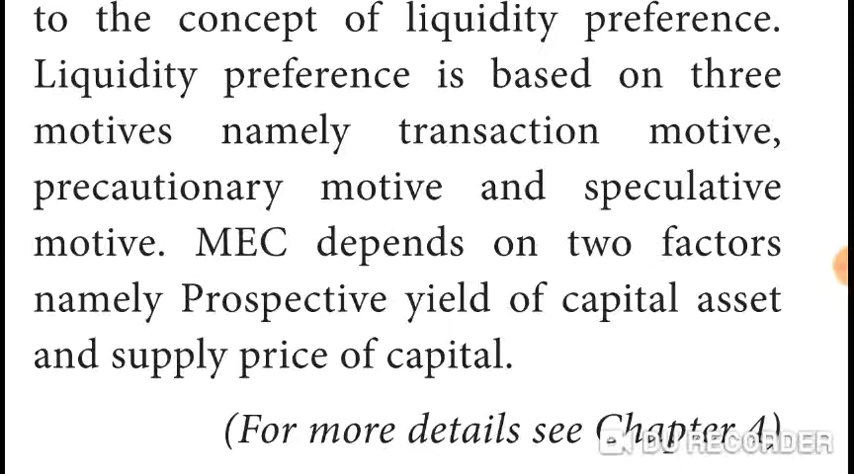 to the concept of liquidity preference.
Liquidity preference is based on three
motives namely transaction motive,
precautionary motive and speculative
motive. MEC depends on two factors
namely Prospective yield of capital asset
and supply price of capital.
(For more details see Chapter 4)
DU RECORDER